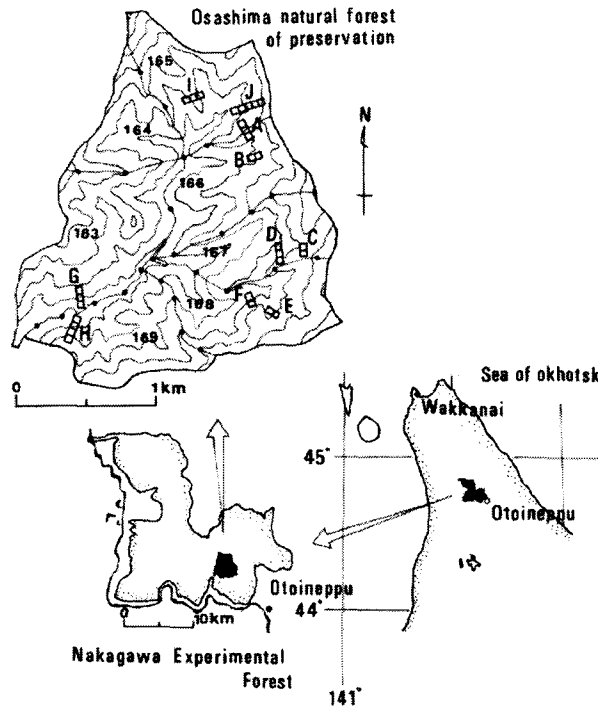 Osashima natural forest
of preservation
165
I
J
164
A
N
B
166
163
D
C
167
G
168
F
E
H
169
0
1km
Sea of okhotsk
Wakkanai
45°
Otoineppu
Otoineppu
0
10km
44°
Nakagawa Experimental
Forest
141°